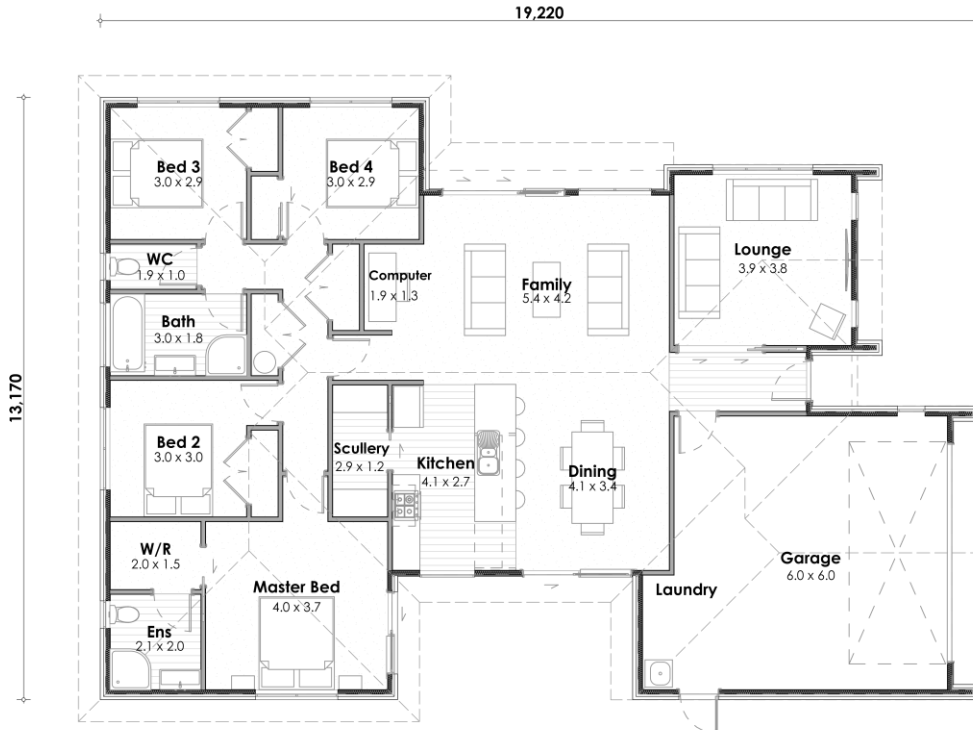 19,220
13,170
Bed 3
3.0 x 2.9
Bed 4
3.0 x 2.9
WC
1.9 x 1.0
Computer
1.9 x 1.3
Family
5.4 x 4.2
Lounge
3.9 x 3.8
Bath
3.0 x 1.8
Bed 2
3.0 x 3.0
Scullery
2.9 x 1.2
Kitchen
4.1 x 2.7
Dining
4.1 x 3.4
W/R
2.0 x 1.5
Master Bed
4.0 x 3.7
Ens
2.1 x 2.0
Laundry
Garage
6.0 x 6.0